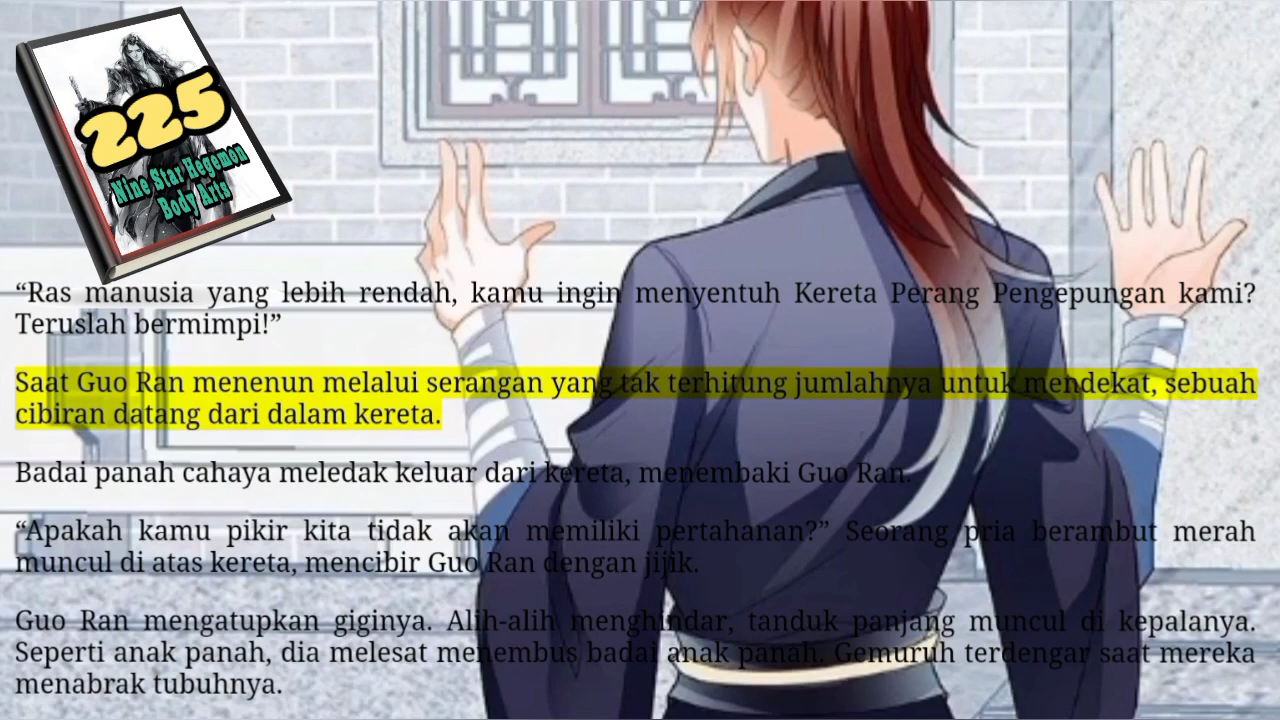 225
Nine Star Hegemon
Body Arts
“Ras manusia yang lebih rendah, kamu ingin menyentuh Kereta Perang Pengepungan kami?
Teruslah bermimpi!”
Saat Guo Ran menenun melalui serangan yang tak terhitung jumlahnya untuk mendekat, sebuah
cibiran datang dari dalam kereta.
Badai panah cahaya meledak keluar dari kereta, menembaki Guo Ran.
“Apakah kamu pikir kita tidak akan memiliki pertahanan?” Seorang pria berambut merah
muncul di atas kereta, mencibir Guo Ran dengan jijik.
Guo Ran mengatupkan giginya. Alih-alih menghindar, tanduk panjang muncul di kepalanya.
Seperti anak panah, dia melesat menembus badai anak panah. Gemuruh terdengar saat mereka
menabrak tubuhnya.